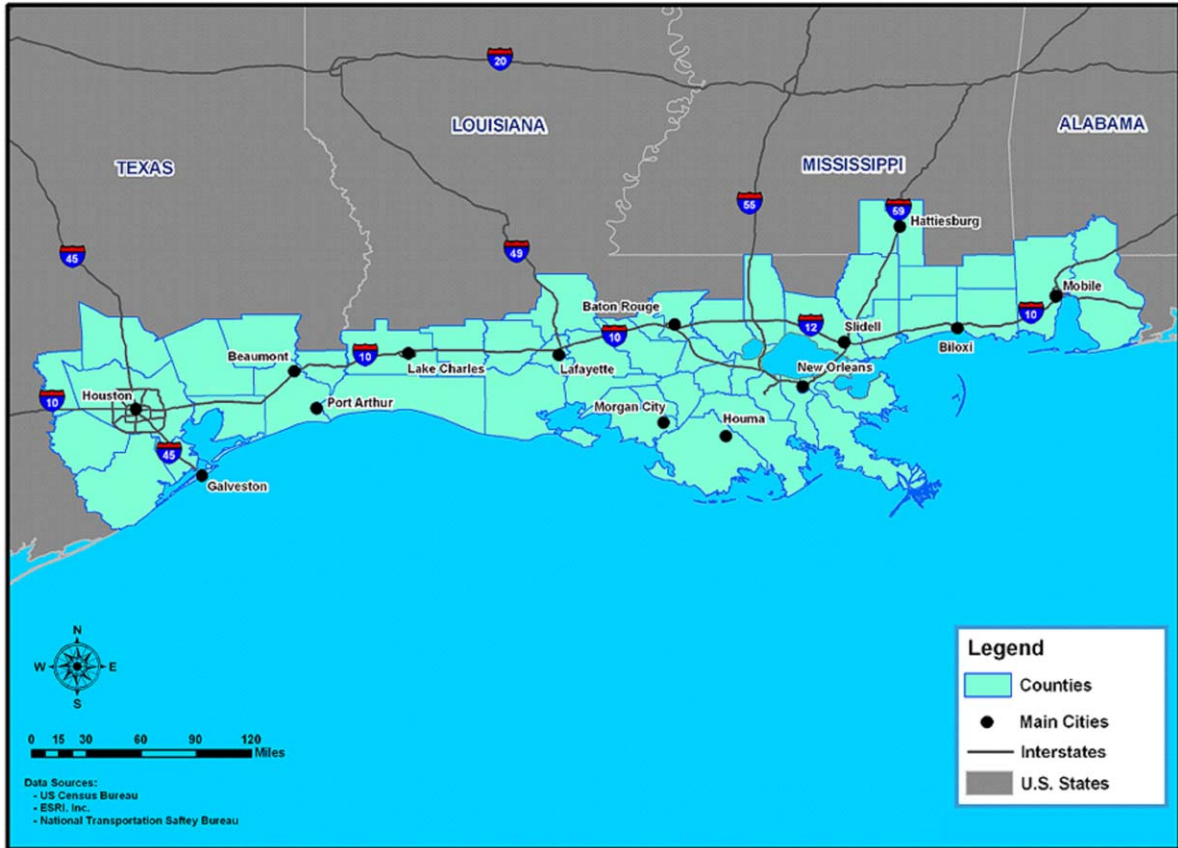 20
LOUISIANA
ALABAMA
TEXAS
MISSISSIPPI
55
59
Hattiesburg
45
49
Mobile
Baton Rouge
10
12
Slidell
10
Beaumont
10
Lake Charles
Lafayette
Biloxi
New Orleans
10
Houston
Port Arthur
Morgan City
Houma
45
Galveston
N
W
E
S
0 15 30 60 90 120
Miles
Data Sources:
- US Census Bureau
- ESRI, Inc.
- National Transportation Saftey Bureau
Legend
Counties
Main Cities
Interstates
U.S. States